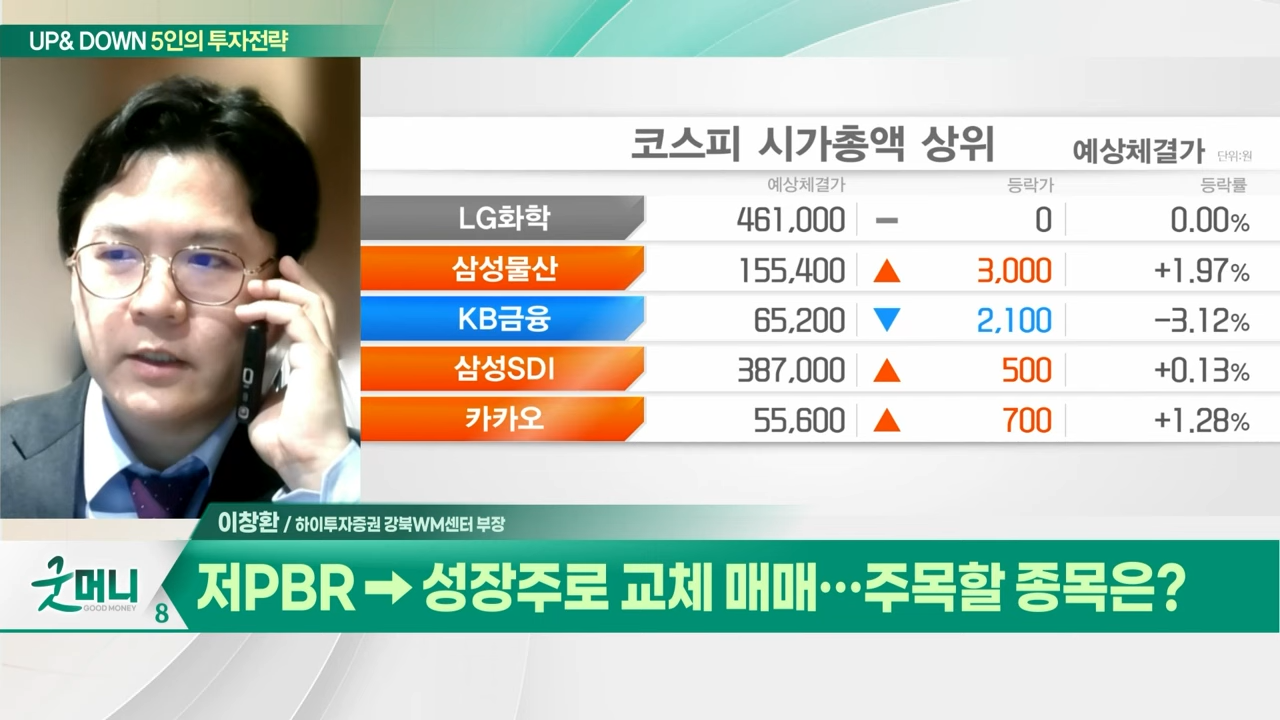 UP& DOWN 5인의 투자전략
코스피 시가총액 상위 예상체결가 단위:원
예상체결가 등락가 등락률
LG화학 461,000 – 0 0.00%
삼성물산 155,400 ▲ 3,000 +1.97%
KB금융 65,200 ▼ 2,100 −3.12%
삼성SDI 387,000 ▲ 500 +0.13%
카카오 55,600 ▲ 700 +1.28%
이창환 / 하이투자증권 강북WM센터 부장
굿머니 GOOD MONEY 8
저PBR ➡ 성장주로 교체 매매…주목할 종목은?